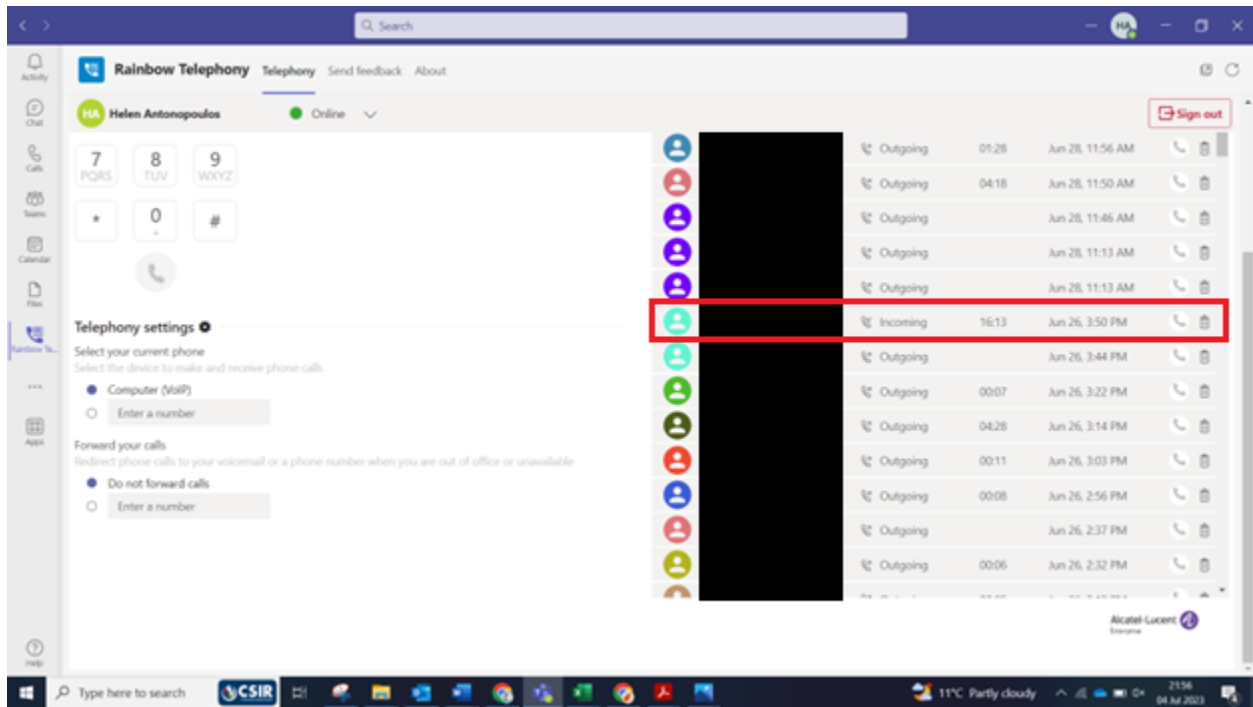 Search
HA
Activity
Chat
Calls
Teams
Calendar
Files
Rainbow Te...
Apps
Help
Rainbow Telephony Telephony Send feedback About
HA Helen Antonopoulos Online Sign out
7 8 9
PQRS TUV WXYZ
* 0 #
+
Telephony settings
Select your current phone
Select the device to make and receive phone calls
Computer (VoIP)
Enter a number
Forward your calls
Redirect phone calls to your voicemail or a phone number when you are out of office or unavailable
Do not forward calls
Enter a number
Outgoing 01:28 Jun 28, 11:56 AM
Outgoing 04:18 Jun 28, 11:50 AM
Outgoing Jun 28, 11:46 AM
Outgoing Jun 28, 11:13 AM
Outgoing Jun 28, 11:13 AM
Incoming 16:13 Jun 26, 3:50 PM
Outgoing Jun 26, 3:44 PM
Outgoing 00:07 Jun 26, 3:22 PM
Outgoing 04:28 Jun 26, 3:14 PM
Outgoing 00:11 Jun 26, 3:03 PM
Outgoing 00:08 Jun 26, 2:56 PM
Outgoing Jun 26, 2:37 PM
Outgoing 00:06 Jun 26, 2:32 PM
Alcatel-Lucent
Enterprise
Type here to search
CSIR
11°C Partly cloudy
21:56
04 Jul 2023